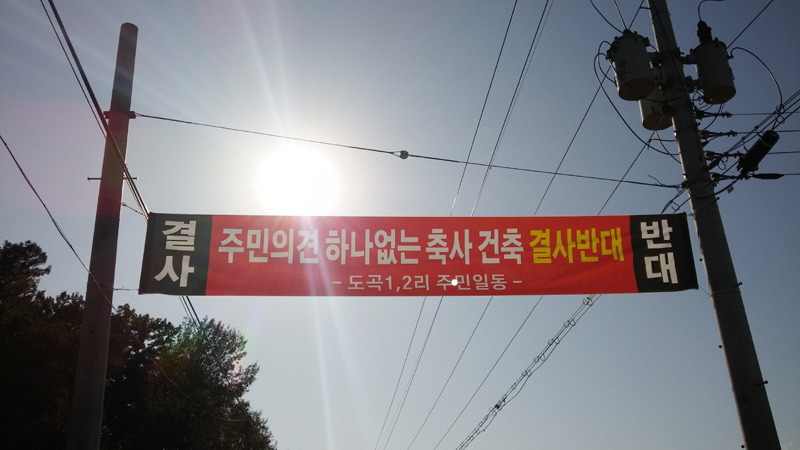 결사
주민의견 하나없는 축사 건축 결사반대
- 도곡1,2리 주민일동 -
반대